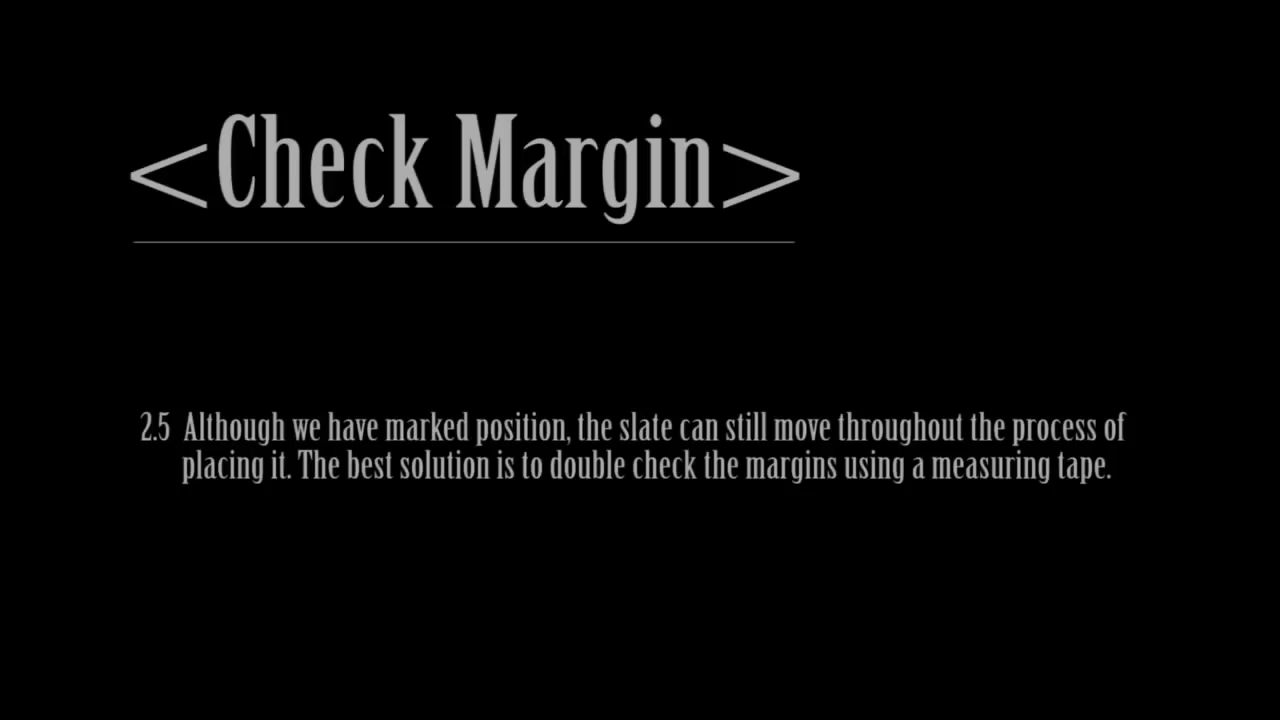 <Check Margin>
2.5 Although we have marked position, the slate can still move throughout the process of
placing it. The best solution is to double check the margins using a measuring tape.